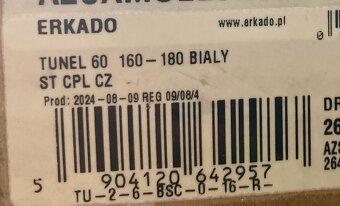 ERKADO
www.erkado.pl
TUNEL 60 160-180 BIALY
ST CPL CZ
Prod: 2024-08-09 REG 09/08/4
5 904120 642957
TU-2-6-BSC-0-16-R-